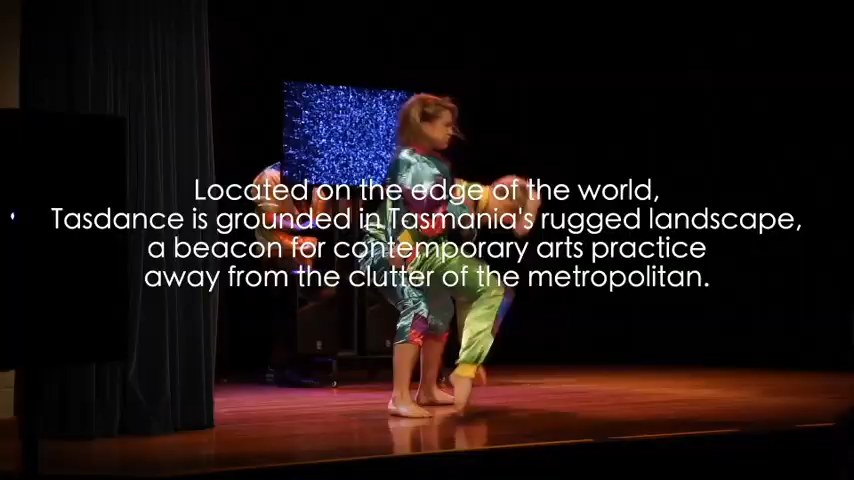 Located on the edge of the world,
Tasdance is grounded in Tasmania's rugged landscape,
a beacon for contemporary arts practice
away from the clutter of the metropolitan.